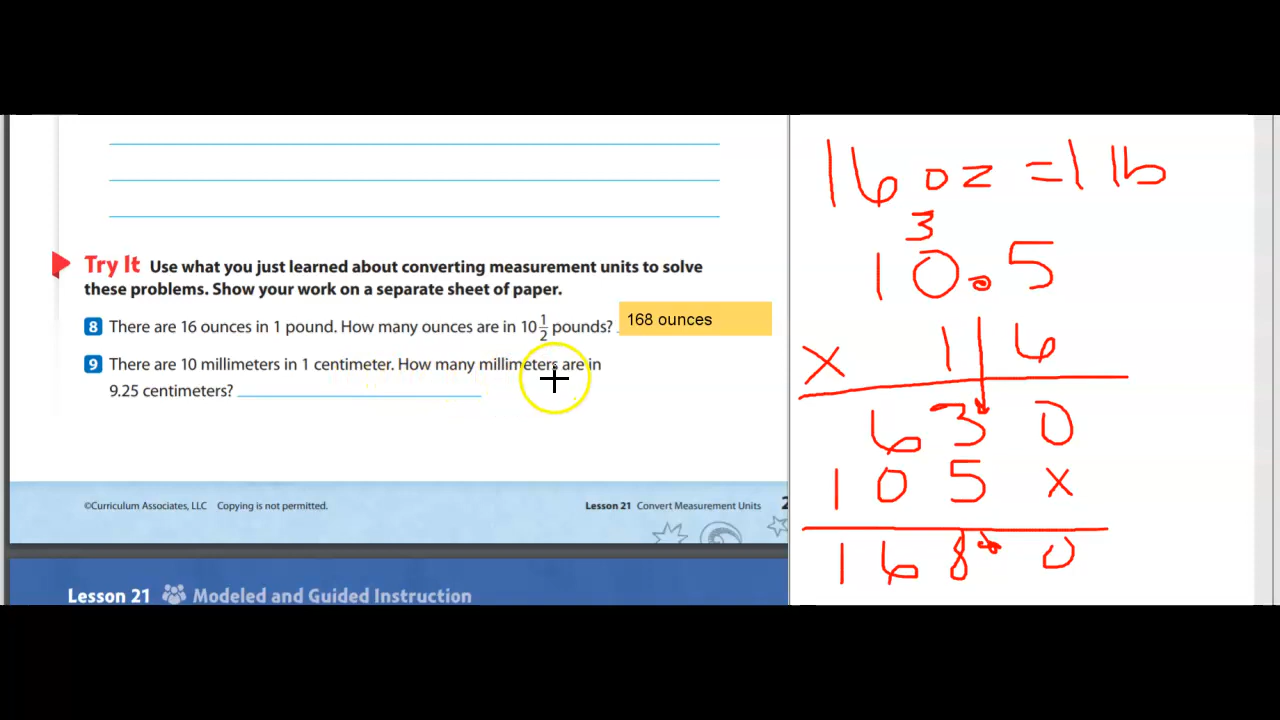 Try It Use what you just learned about converting measurement units to solve
these problems. Show your work on a separate sheet of paper.
8 There are 16 ounces in 1 pound. How many ounces are in 10 1/2 pounds?
168 ounces
9 There are 10 millimeters in 1 centimeter. How many millimeters are in
9.25 centimeters?
©Curriculum Associates, LLC Copying is not permitted.
Lesson 21 Convert Measurement Units 2
Lesson 21 Modeled and Guided Instruction
16 oz = 1 lb
3
10.5
x 16
630
105x
168.0